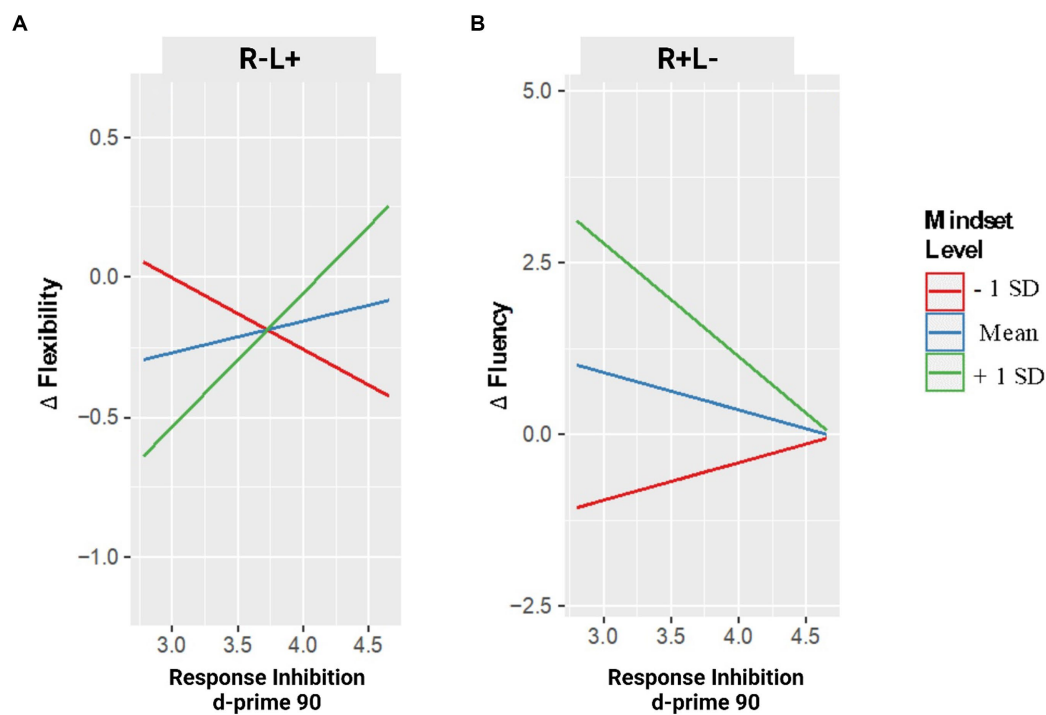 A
R-L+
0.5
0.0
−0.5
−1.0
Δ Flexibility
3.0 3.5 4.0 4.5
Response Inhibition
d-prime 90
B
R+L-
5.0
2.5
0.0
−2.5
Δ Fluency
3.0 3.5 4.0 4.5
Response Inhibition
d-prime 90
Mindset
Level
- 1 SD
Mean
+ 1 SD